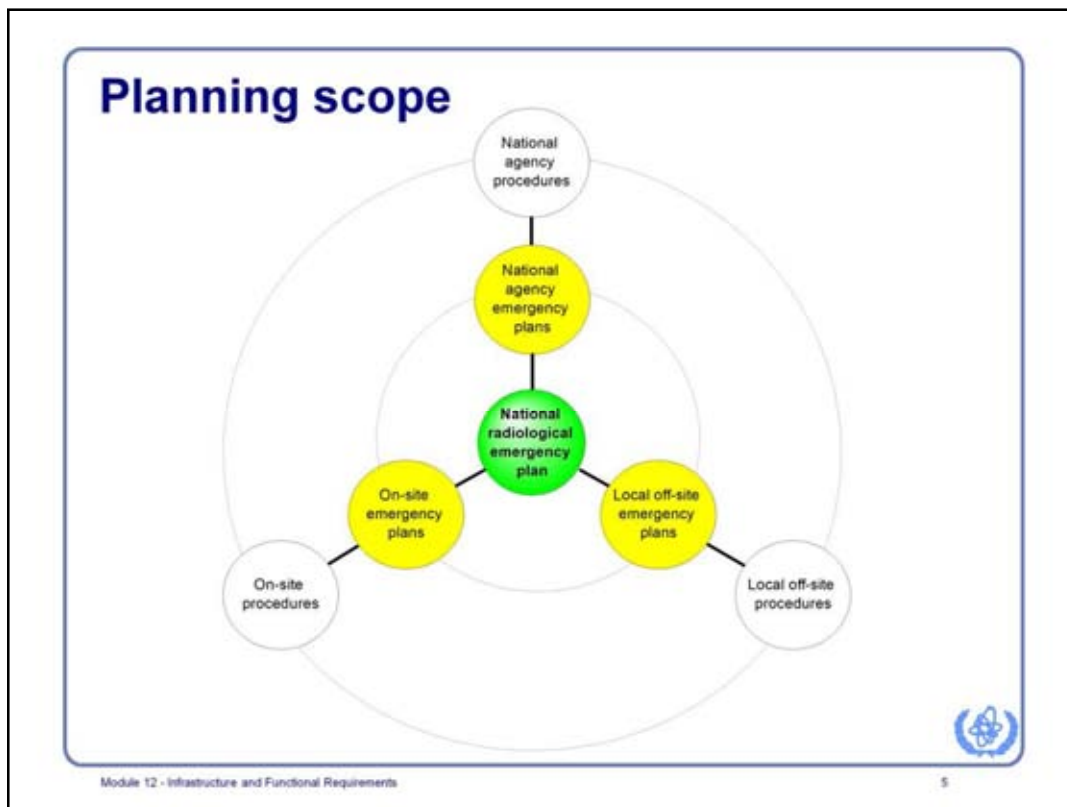 Planning scope
National
agency
procedures
National
agency
emergency
plans
National
radiological
emergency
plan
On-site
emergency
plans
Local off-site
emergency
plans
On-site
procedures
Local off-site
procedures
Module 12 - Infrastructure and Functional Requirements
5